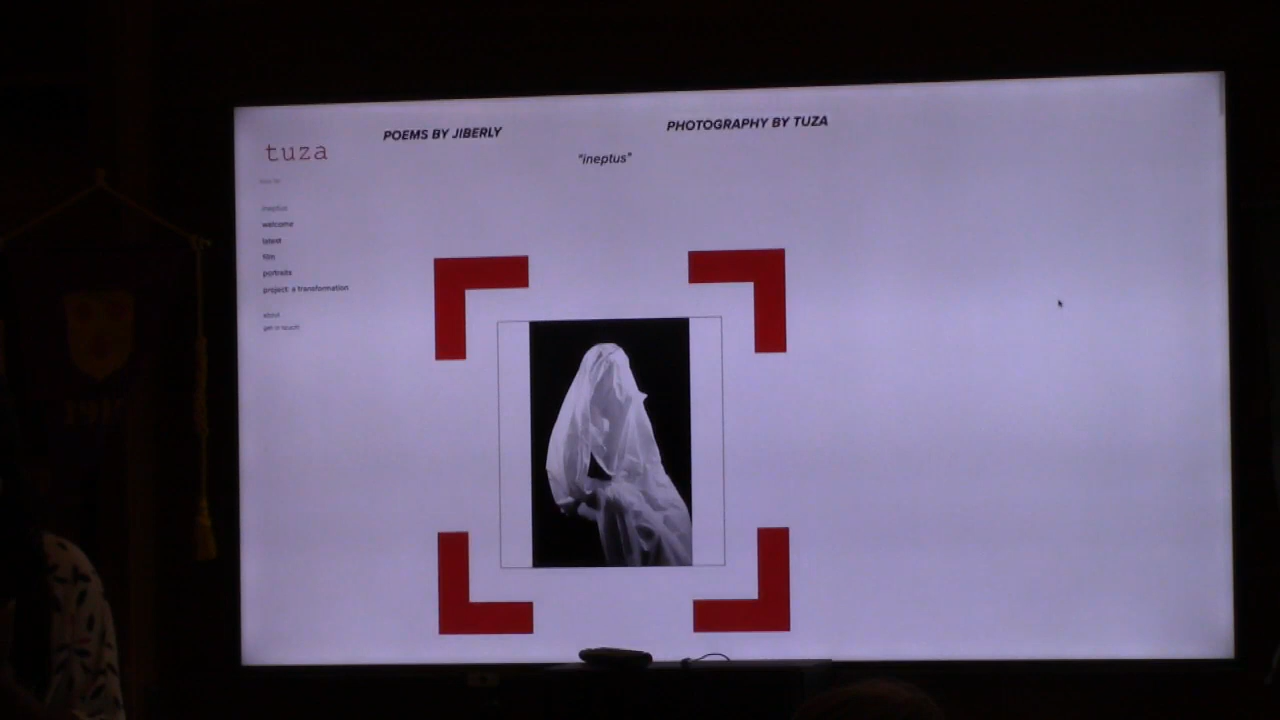 POEMS BY JIBERLY
PHOTOGRAPHY BY TUZA
tuza
"ineptus"
ineptus
welcome
latest
film
portraits
project: a transformation
about
get in touch!